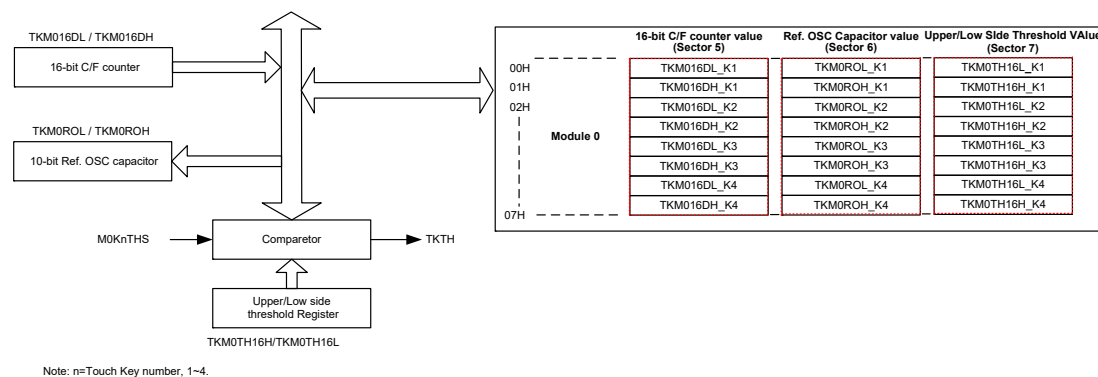 TKM016DL / TKM016DH
16-bit C/F counter
TKM0ROL / TKM0ROH
10-bit Ref. OSC capacitor
M0KnTHS
Comparetor
TKTH
Upper/Low side
threshold Register
TKM0TH16H/TKM0TH16L
Note: n=Touch Key number, 1~4.
16-bit C/F counter value
(Sector 5)
Ref. OSC Capacitor value
(Sector 6)
Upper/Low SIde Threshold VAlue
(Sector 7)
00H
01H
02H
07H
Module 0
TKM016DL_K1 TKM0ROL_K1 TKM0TH16L_K1
TKM016DH_K1 TKM0ROH_K1 TKM0TH16H_K1
TKM016DL_K2 TKM0ROL_K2 TKM0TH16L_K2
TKM016DH_K2 TKM0ROH_K2 TKM0TH16H_K2
TKM016DL_K3 TKM0ROL_K3 TKM0TH16L_K3
TKM016DH_K3 TKM0ROH_K3 TKM0TH16H_K3
TKM016DL_K4 TKM0ROL_K4 TKM0TH16L_K4
TKM016DH_K4 TKM0ROH_K4 TKM0TH16H_K4